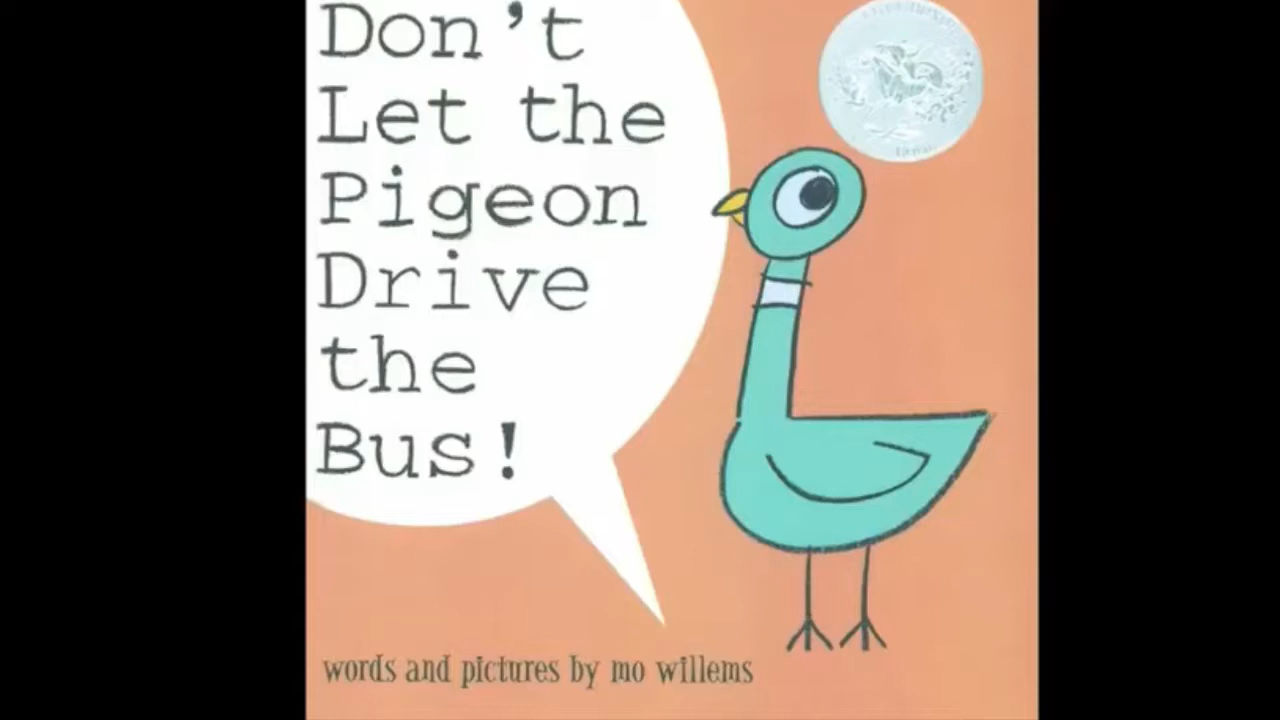 Don't
Let the
Pigeon
Drive
the
Bus!
words and pictures by mo willems